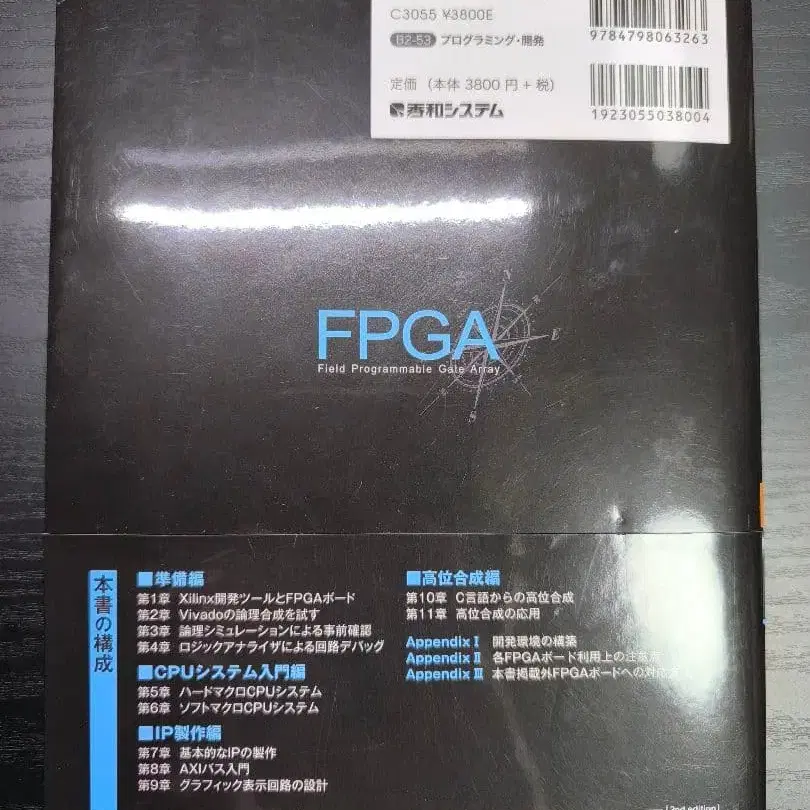 C3055 ¥3800E
B2-53 プログラミング・開発
9784798063263
定価 (本体 3800 円 + 税)
秀和システム
1923055038004
FPGA
Field Programmable Gate Array
E
S
本書の構成
■準備編
第1章 Xilinx開発ツールとFPGAボード
第2章 Vivadoの論理合成を試す
第3章 論理シミュレーションによる事前確認
第4章 ロジックアナライザによる回路デバッグ
■CPUシステム入門編
第5章 ハードマクロCPUシステム
第6章 ソフトマクロCPUシステム
■IP製作編
第7章 基本的なIPの製作
第8章 AXIバス入門
第9章 グラフィック表示回路の設計
■高位合成編
第10章 C言語からの高位合成
第11章 高位合成の応用
Appendix I 開発環境の構築
Appendix II 各FPGAボード利用上の注意点
Appendix III 本書掲載外FPGAボードへの対応方
[2nd edition]